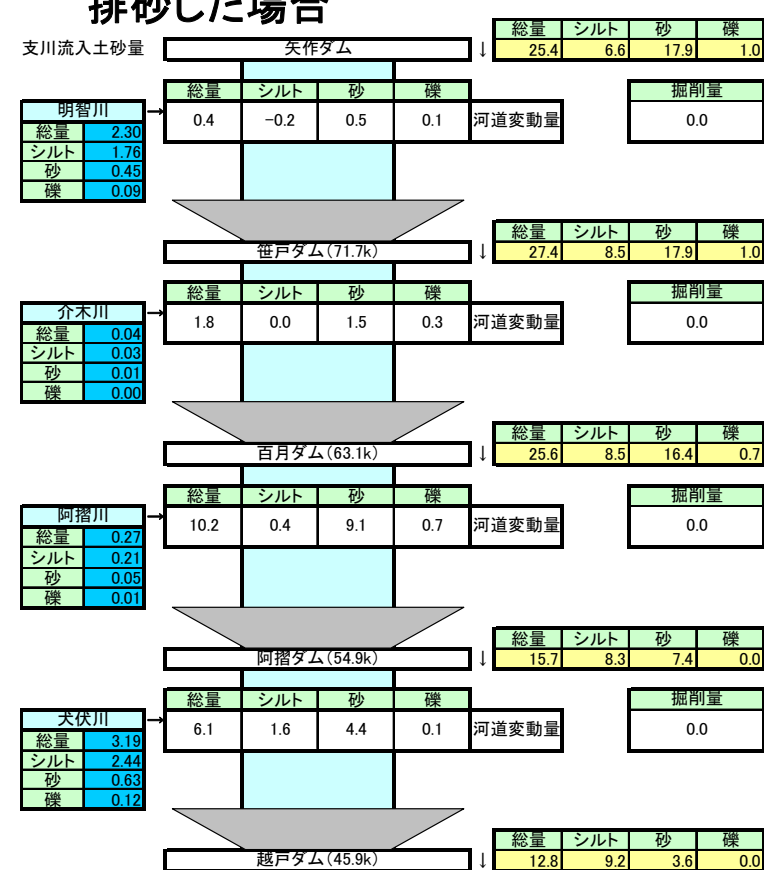 排砂した場合
支川流入土砂量 矢作ダム ↓ 総量 シルト 砂 礫
25.4 6.6 17.9 1.0
明智川 → 総量 シルト 砂 礫 掘削量
0.4 −0.2 0.5 0.1 河道変動量 0.0
総量 2.30
シルト 1.76
砂 0.45
礫 0.09
笹戸ダム(71.7k) ↓ 総量 シルト 砂 礫
27.4 8.5 17.9 1.0
介木川 → 総量 シルト 砂 礫 掘削量
1.8 0.0 1.5 0.3 河道変動量 0.0
総量 0.04
シルト 0.03
砂 0.01
礫 0.00
百月ダム(63.1k) ↓ 総量 シルト 砂 礫
25.6 8.5 16.4 0.7
阿摺川 → 総量 シルト 砂 礫 掘削量
10.2 0.4 9.1 0.7 河道変動量 0.0
総量 0.27
シルト 0.21
砂 0.05
礫 0.01
阿摺ダム(54.9k) ↓ 総量 シルト 砂 礫
15.7 8.3 7.4 0.0
犬伏川 → 総量 シルト 砂 礫 掘削量
6.1 1.6 4.4 0.1 河道変動量 0.0
総量 3.19
シルト 2.44
砂 0.63
礫 0.12
越戸ダム(45.9k) ↓ 総量 シルト 砂 礫
12.8 9.2 3.6 0.0